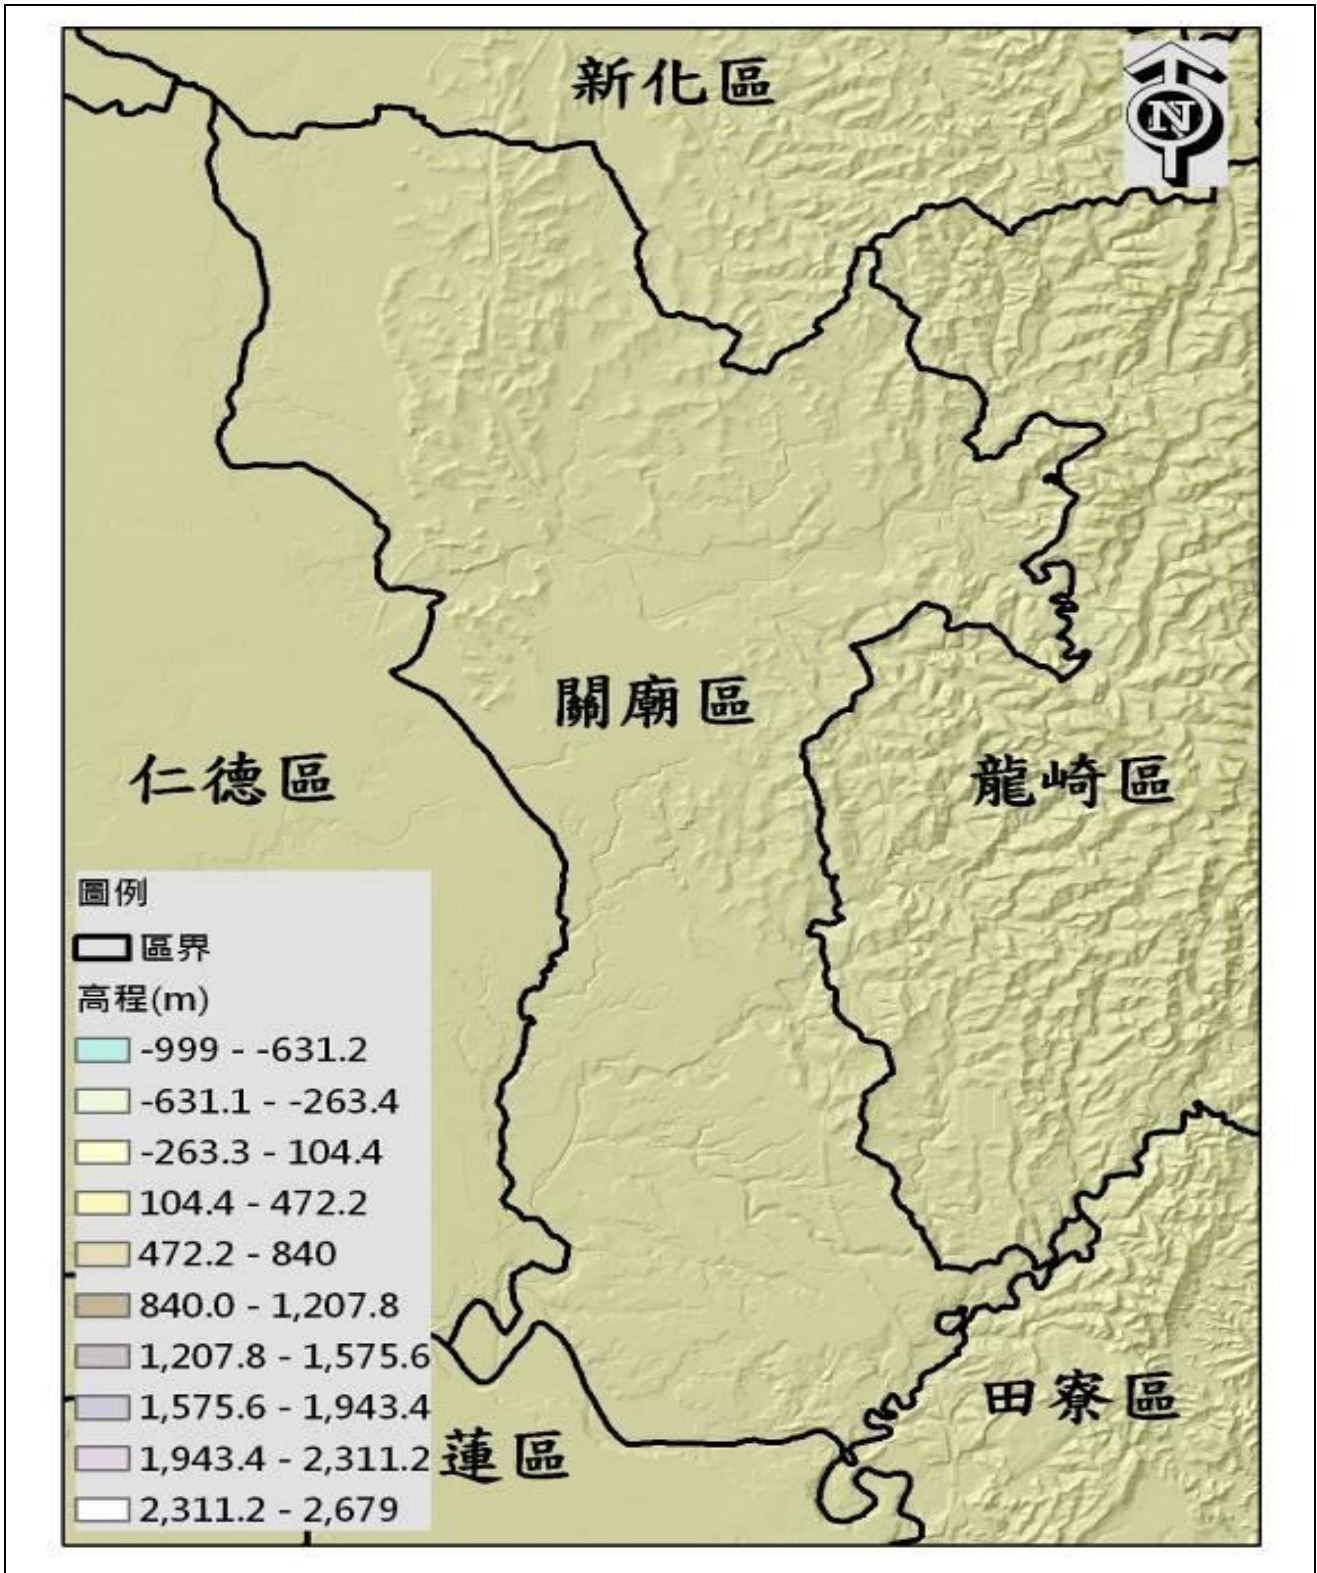 新化區
N
關廟區
仁德區
龍崎區
圖例
區界
高程(m)
-999 - -631.2
-631.1 - -263.4
-263.3 - 104.4
104.4 - 472.2
472.2 - 840
840.0 - 1,207.8
1,207.8 - 1,575.6
1,575.6 - 1,943.4
1,943.4 - 2,311.2
2,311.2 - 2,679
田寮區
蓮區